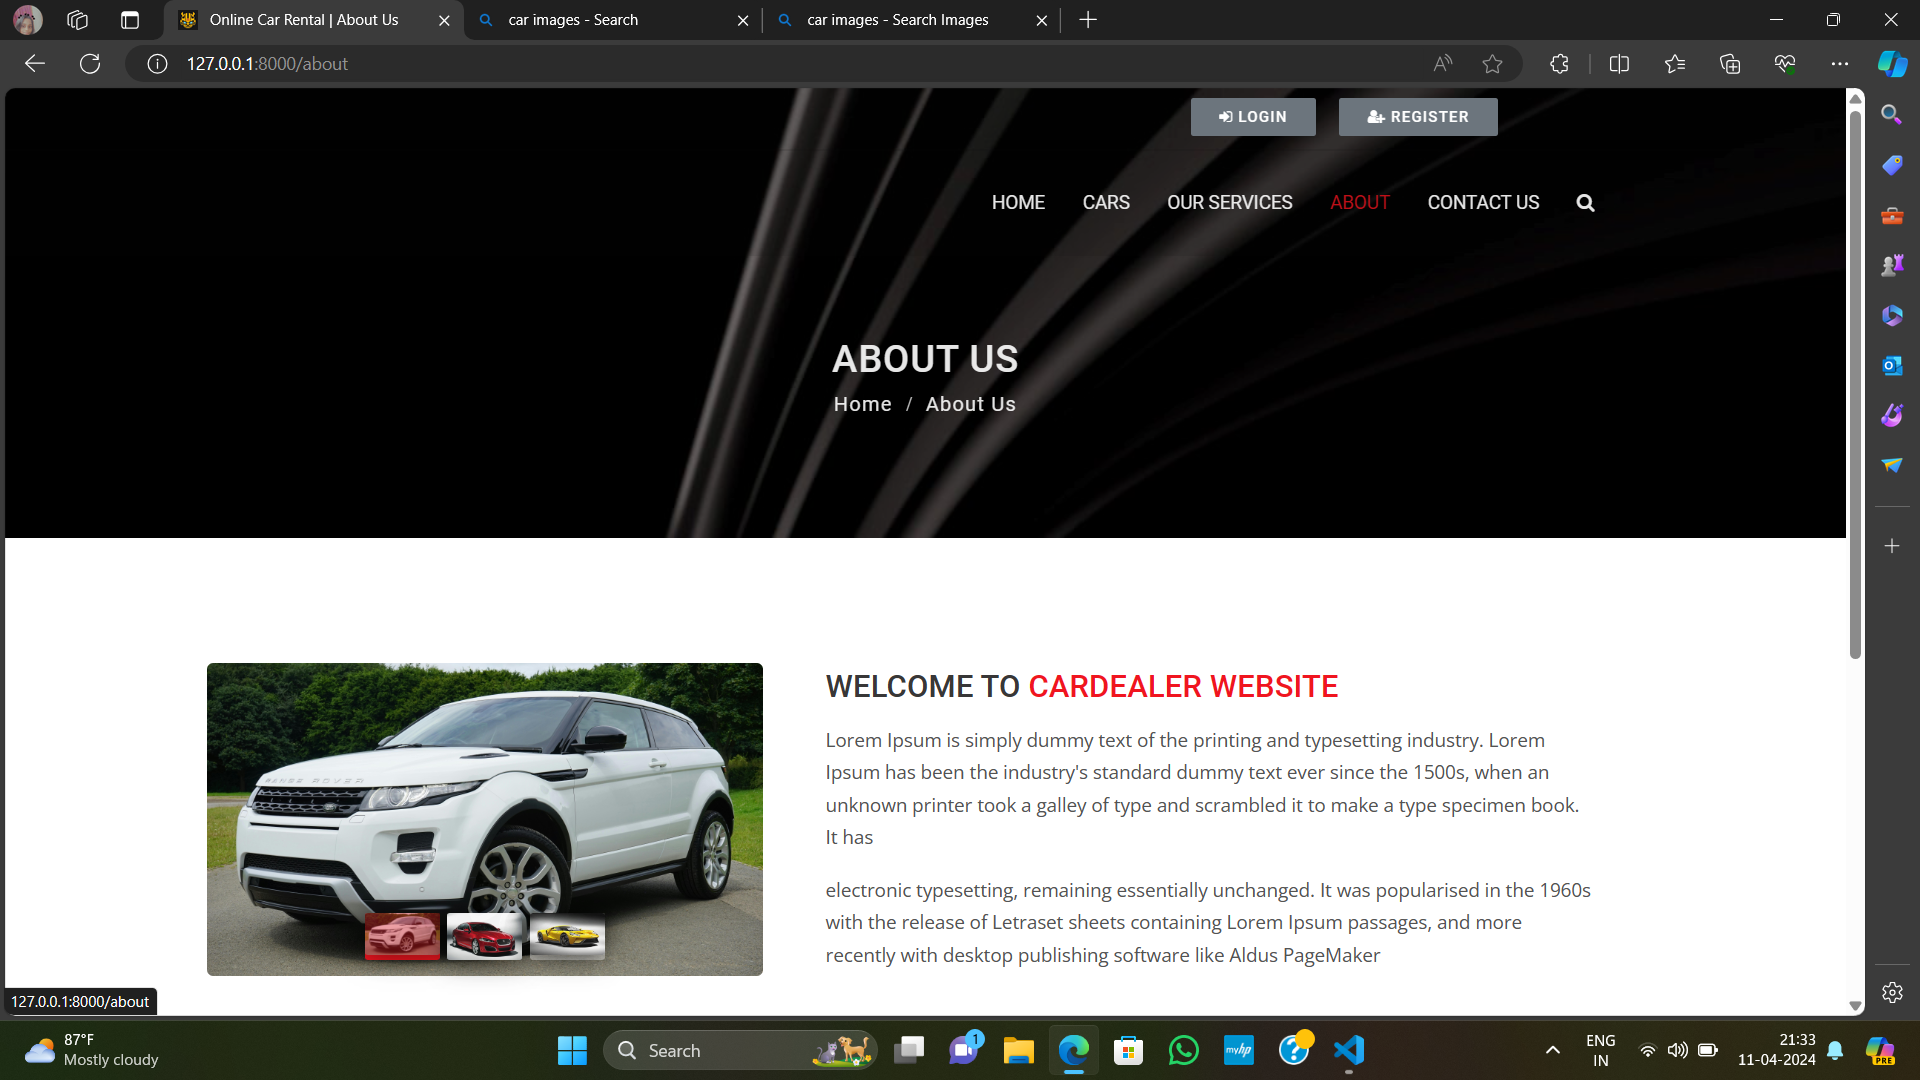 Online Car Rental | About Us
car images - Search
car images - Search Images
127.0.0.1:8000/about
LOGIN
REGISTER
HOME
CARS
OUR SERVICES
ABOUT
CONTACT US
ABOUT US
Home / About Us
RANGE ROVER
WELCOME TO CARDEALER WEBSITE
Lorem Ipsum is simply dummy text of the printing and typesetting industry. Lorem
Ipsum has been the industry's standard dummy text ever since the 1500s, when an
unknown printer took a galley of type and scrambled it to make a type specimen book.
It has
electronic typesetting, remaining essentially unchanged. It was popularised in the 1960s
with the release of Letraset sheets containing Lorem Ipsum passages, and more
recently with desktop publishing software like Aldus PageMaker
127.0.0.1:8000/about
87°F
Mostly cloudy
Search
1
myhp
ENG
IN
21:33
11-04-2024
PRE